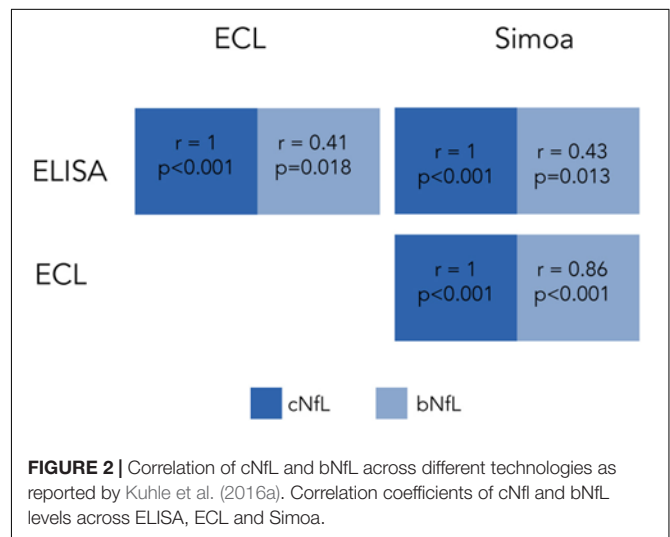 ECL Simoa
ELISA
r = 1 r = 0.41 r = 1 r = 0.43
p<0.001 p=0.018 p<0.001 p=0.013
ECL
r = 1 r = 0.86
p<0.001 p<0.001
cNfL bNfL
FIGURE 2 | Correlation of cNfL and bNfL across different technologies as
reported by Kuhle et al. (2016a). Correlation coefficients of cNfl and bNfL
levels across ELISA, ECL and Simoa.